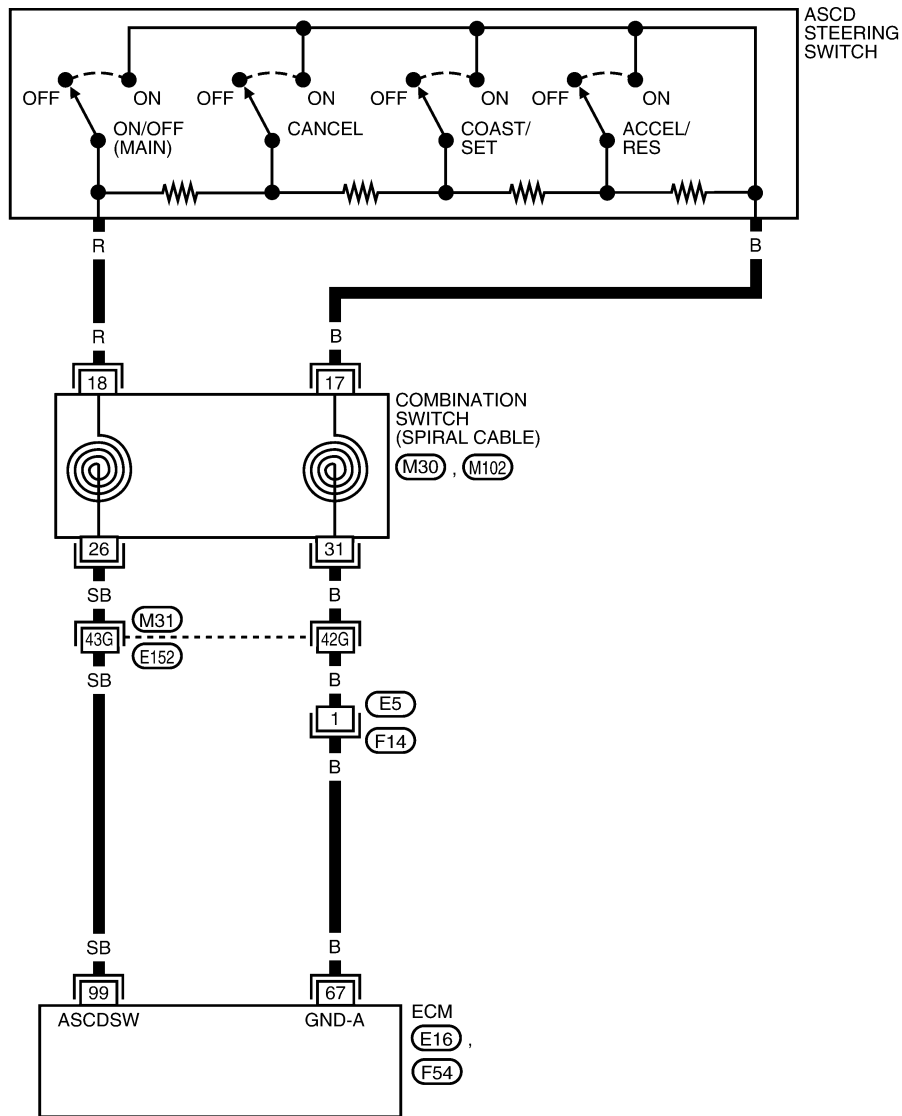 ASCD
STEERING
SWITCH
OFF
ON
OFF
ON
OFF
ON
OFF
ON
ON/OFF
(MAIN)
CANCEL
COAST/
SET
ACCEL/
RES
R
B
R
B
18
17
COMBINATION
SWITCH
(SPIRAL CABLE)
M30 , M102
26
31
SB
B
43G
M31
E152
42G
SB
B
1
E5
F14
B
SB
B
99
67
ASCDSW
GND-A
ECM
E16 ,
F54